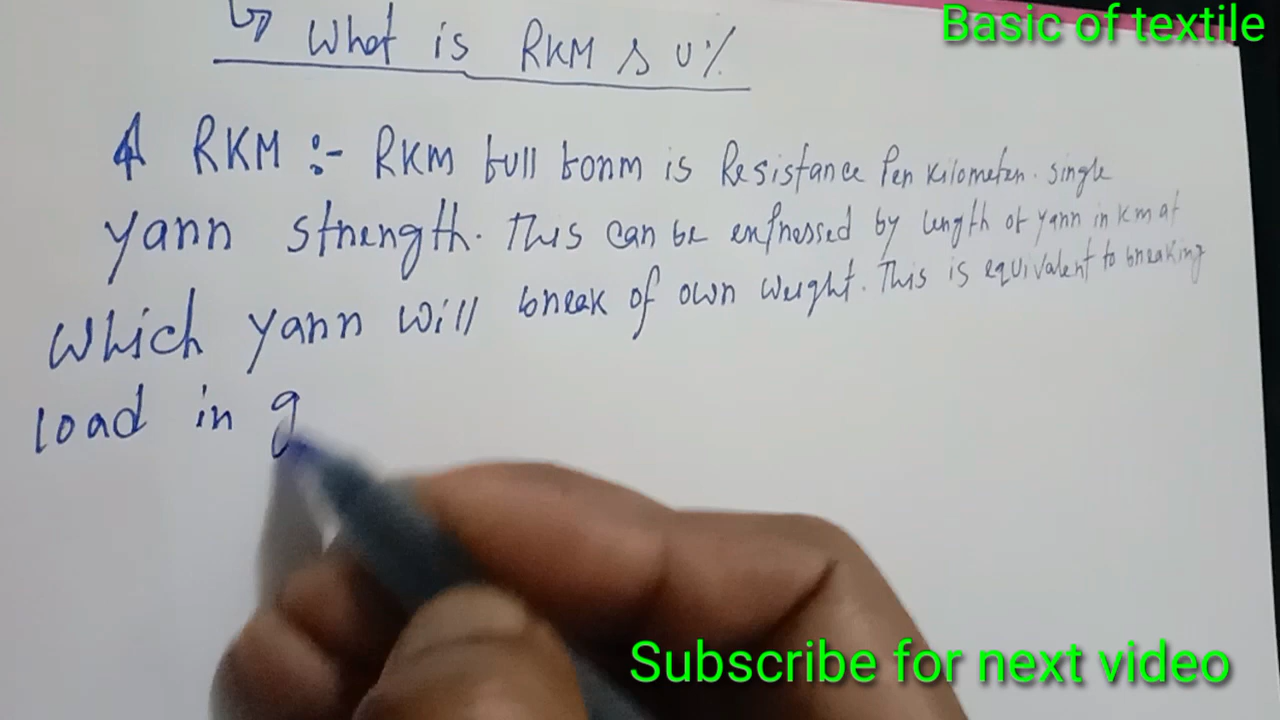 Basic of textile
↳ What is RKM & U%
RKM :- RKM full form is Resistance Per Kilometer. single
yarn strength. This can be expressed by length of yarn in Km at
which yarn will break of own weight. This is equivalent to breaking
load in g
Subscribe for next video